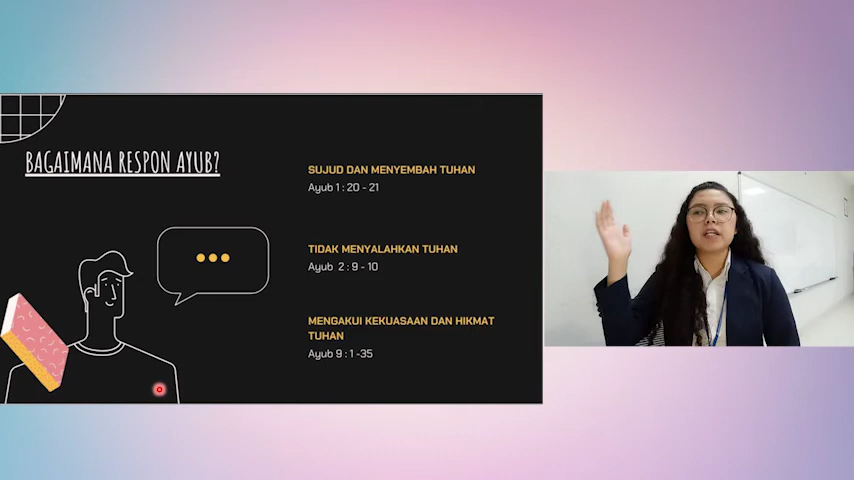 BAGAIMANA RESPON AYUB?
SUJUD DAN MENYEMBAH TUHAN
Ayub 1 : 20 - 21
TIDAK MENYALAHKAN TUHAN
Ayub 2 : 9 - 10
MENGAKUI KEKUASAAN DAN HIKMAT
TUHAN
Ayub 9 : 1 -35